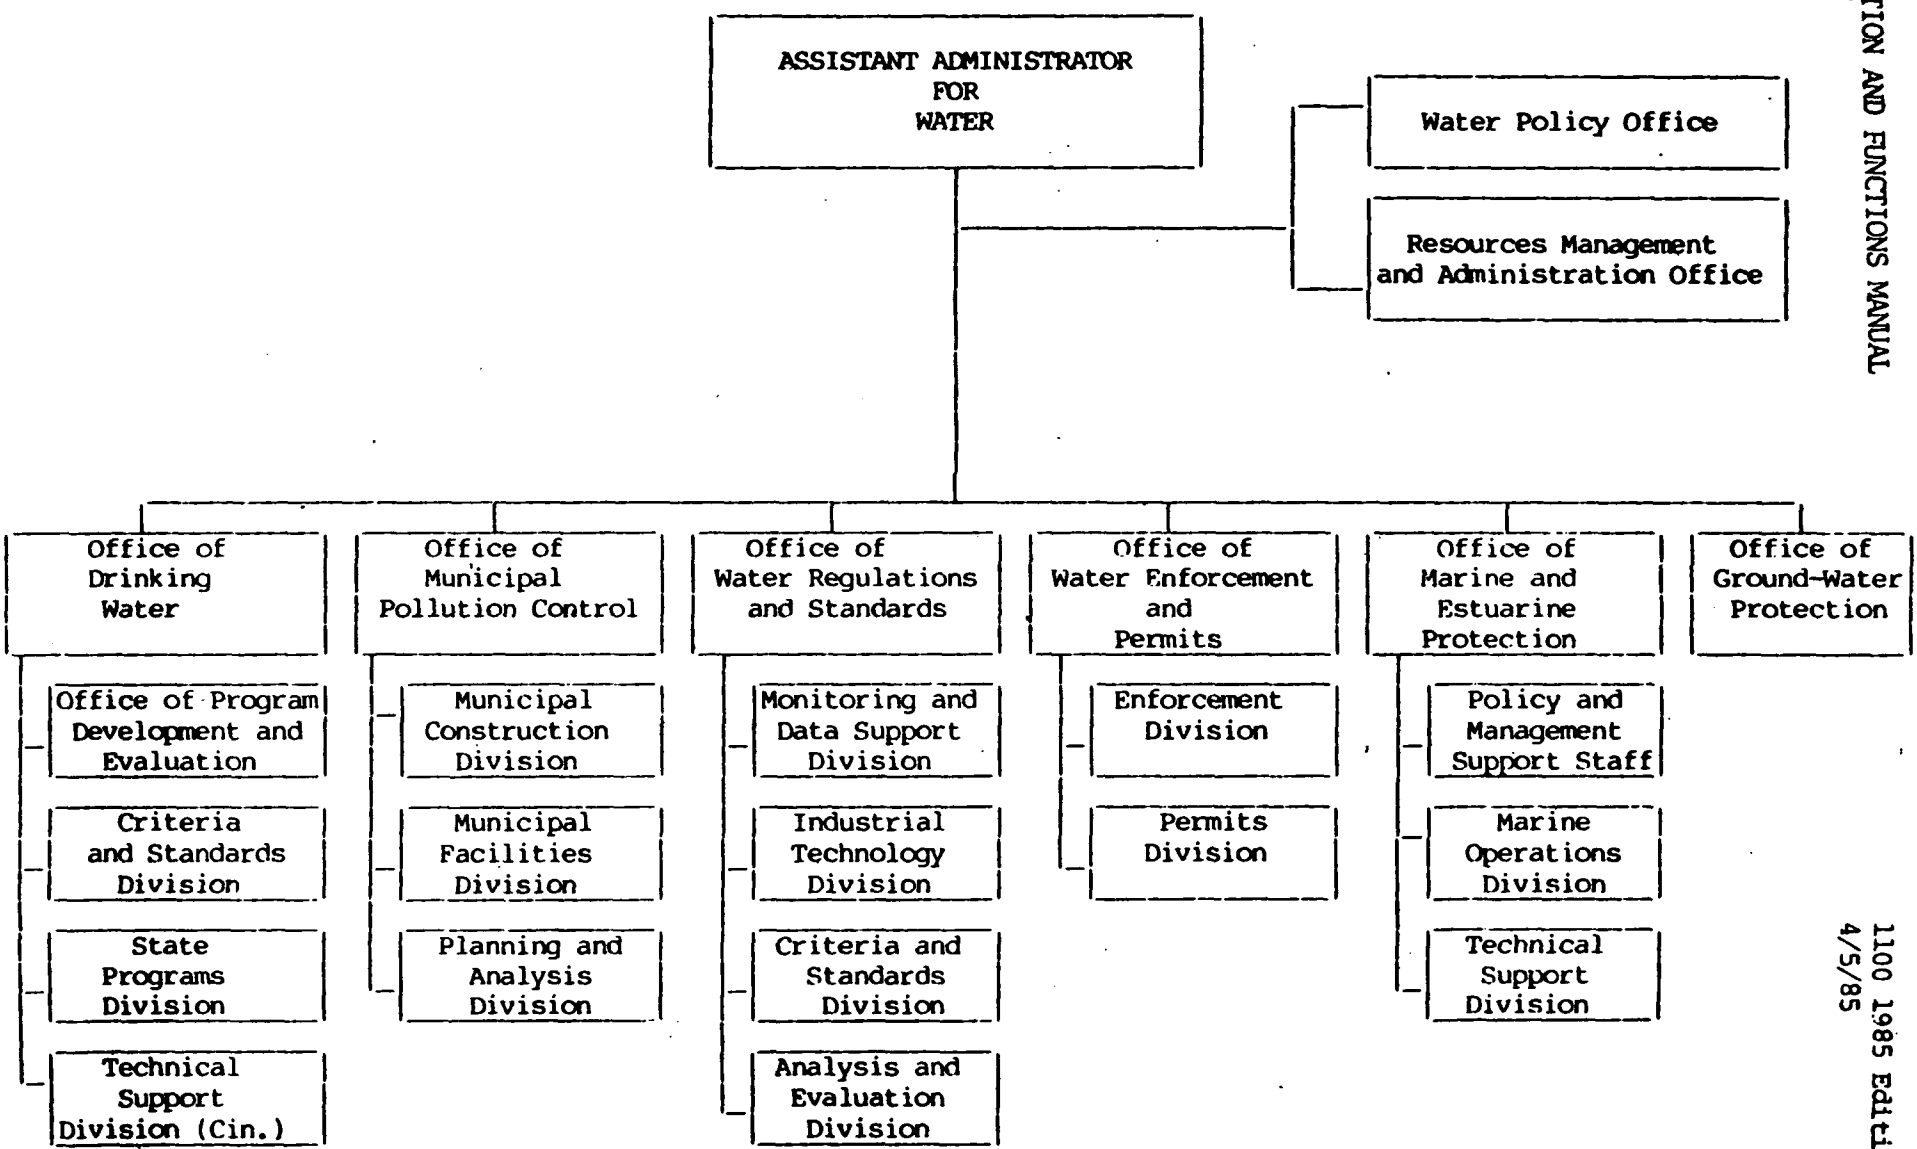 ASSISTANT ADMINISTRATOR
FOR
WATER
Water Policy Office
Resources Management
and Administration Office
Office of
Drinking
Water
Office of Program
Development and
Evaluation
Criteria
and Standards
Division
State
Programs
Division
Technical
Support
Division (Cin.)
Office of
Municipal
Pollution Control
Municipal
Construction
Division
Municipal
Facilities
Division
Planning and
Analysis
Division
Office of
Water Regulations
and Standards
Monitoring and
Data Support
Division
Industrial
Technology
Division
Criteria and
Standards
Division
Analysis and
Evaluation
Division
Office of
Water Enforcement
and
Permits
Enforcement
Division
Permits
Division
Office of
Marine and
Estuarine
Protection
Policy and
Management
Support Staff
Marine
Operations
Division
Technical
Support
Division
Office of
Ground-Water
Protection
TION AND FUNCTIONS MANUAL
1100 1985 Editi
4/5/85